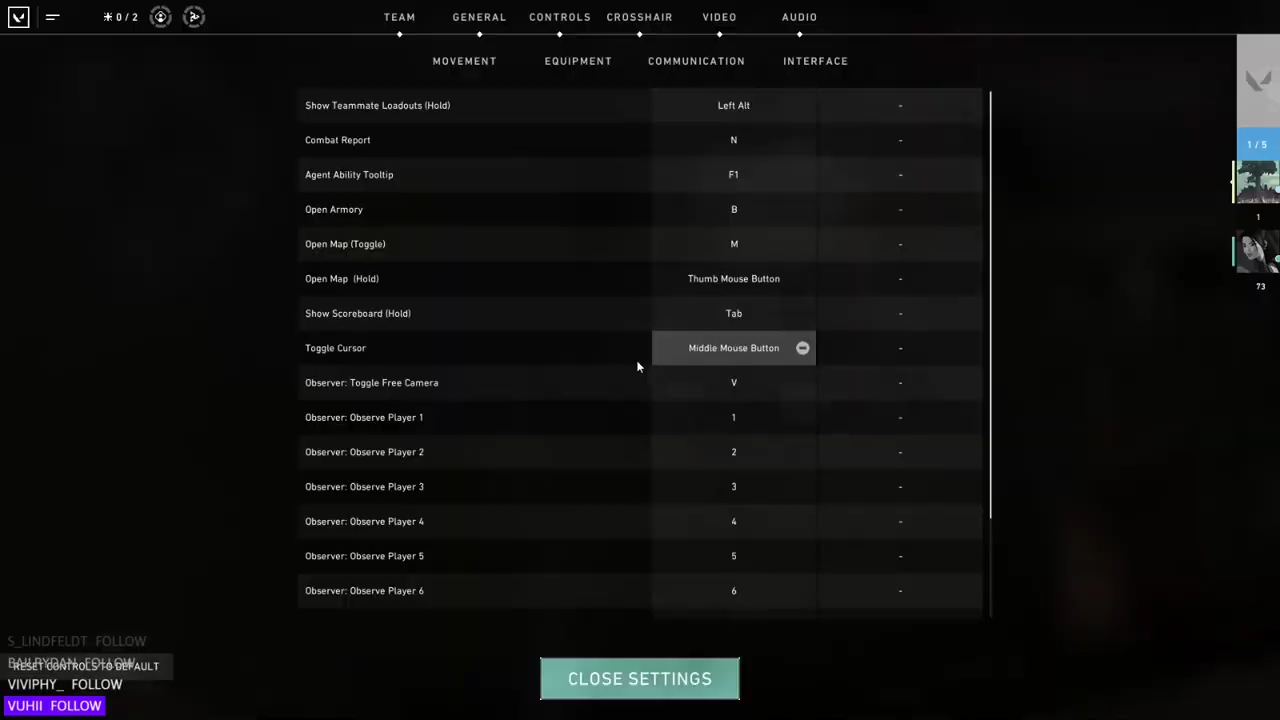 0 / 2
TEAM GENERAL CONTROLS CROSSHAIR VIDEO AUDIO
MOVEMENT EQUIPMENT COMMUNICATION INTERFACE
Show Teammate Loadouts (Hold) Left Alt -
Combat Report N -
Agent Ability Tooltip F1 -
Open Armory B -
Open Map (Toggle) M -
Open Map (Hold) Thumb Mouse Button -
Show Scoreboard (Hold) Tab -
Toggle Cursor Middle Mouse Button -
Observer: Toggle Free Camera V -
Observer: Observe Player 1 1 -
Observer: Observe Player 2 2 -
Observer: Observe Player 3 3 -
Observer: Observe Player 4 4 -
Observer: Observe Player 5 5 -
Observer: Observe Player 6 6 -
1 / 5
1
73
S_LINDFELDT FOLLOW
FOLLOW
RESET CONTROLS TO DEFAULT
VIVIPHY_ FOLLOW
VUHII FOLLOW
CLOSE SETTINGS